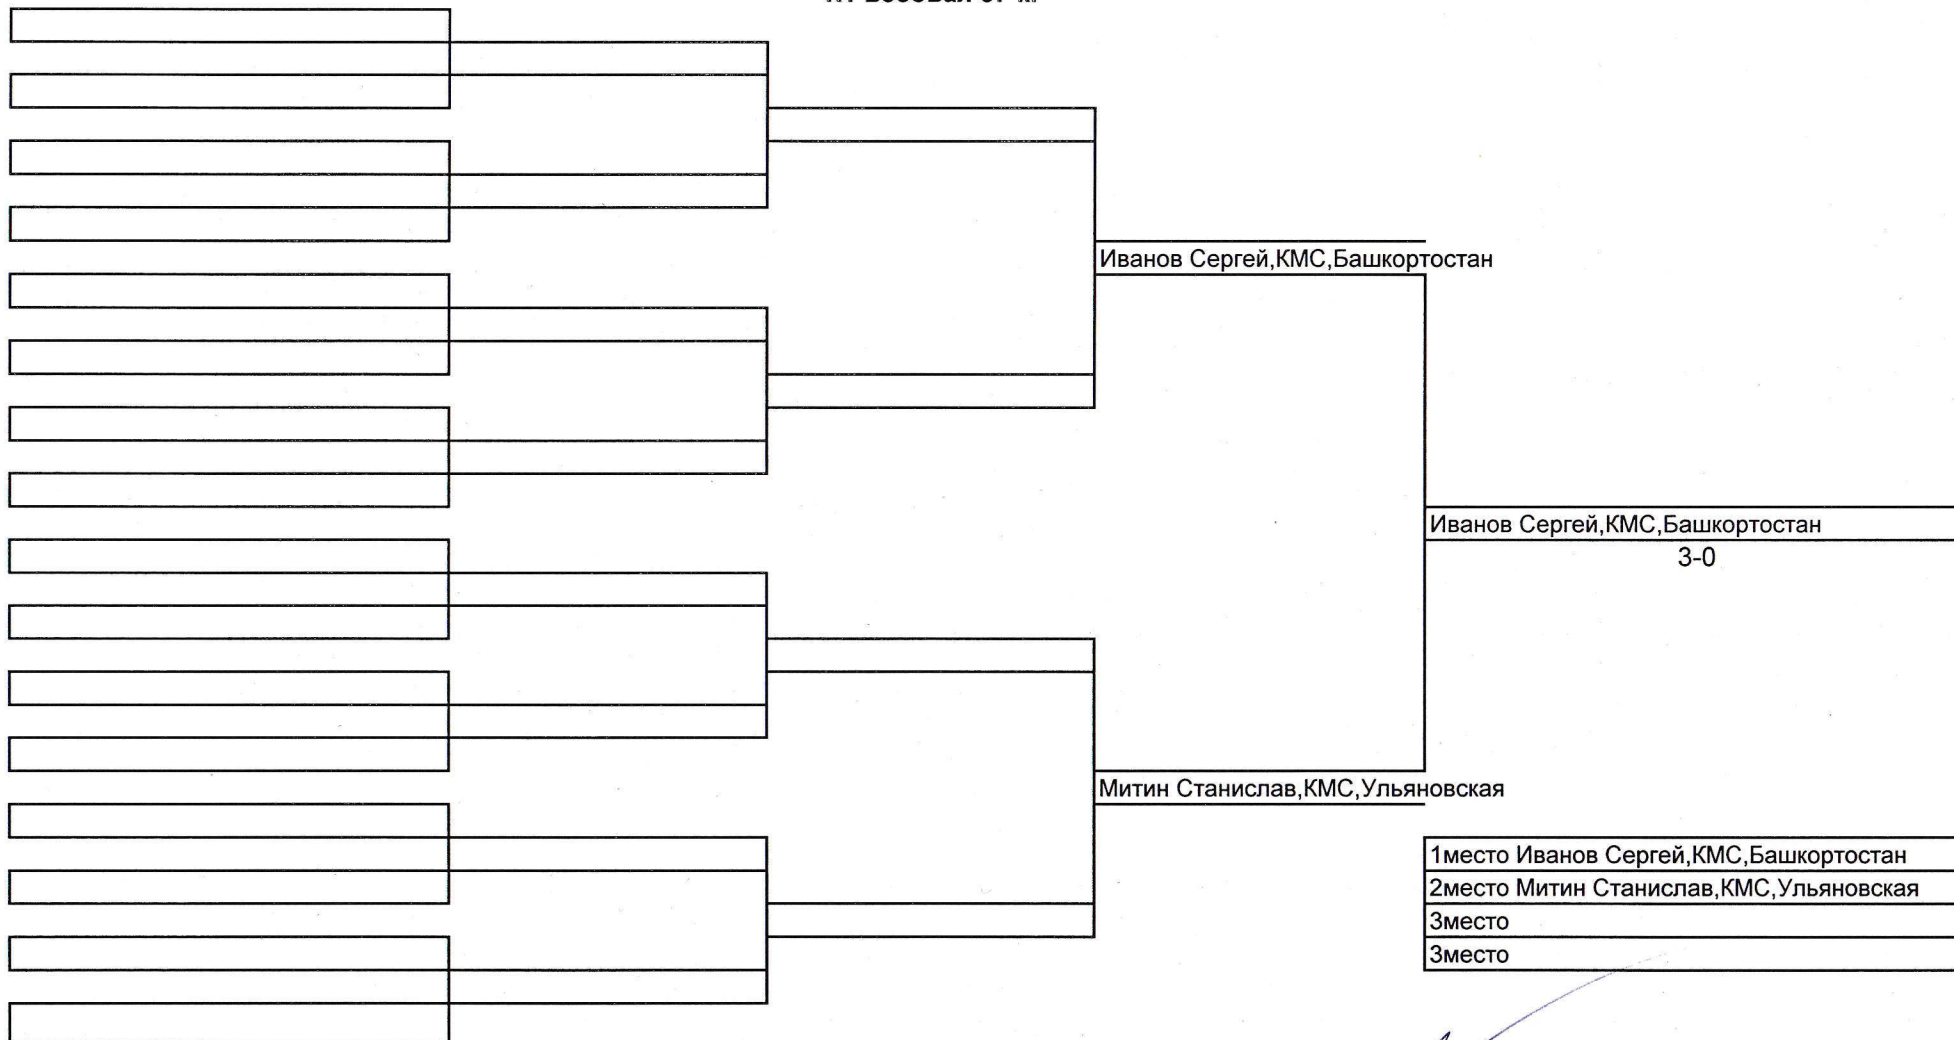 Иванов Сергей,КМС,Башкортостан
Иванов Сергей,КМС,Башкортостан
3-0
Митин Станислав,КМС,Ульяновская
1место Иванов Сергей,КМС,Башкортостан
2место Митин Станислав,КМС,Ульяновская
3место
3место